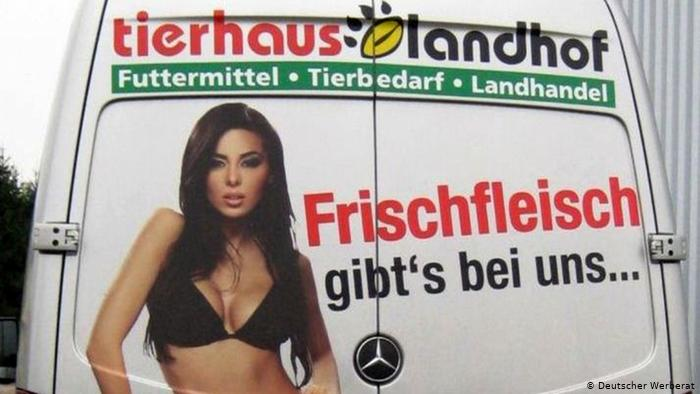 tierhaus landhof
Futtermittel • Tierbedarf • Landhandel
Frischfleisch
gibt's bei uns...
© Deutscher Werberat